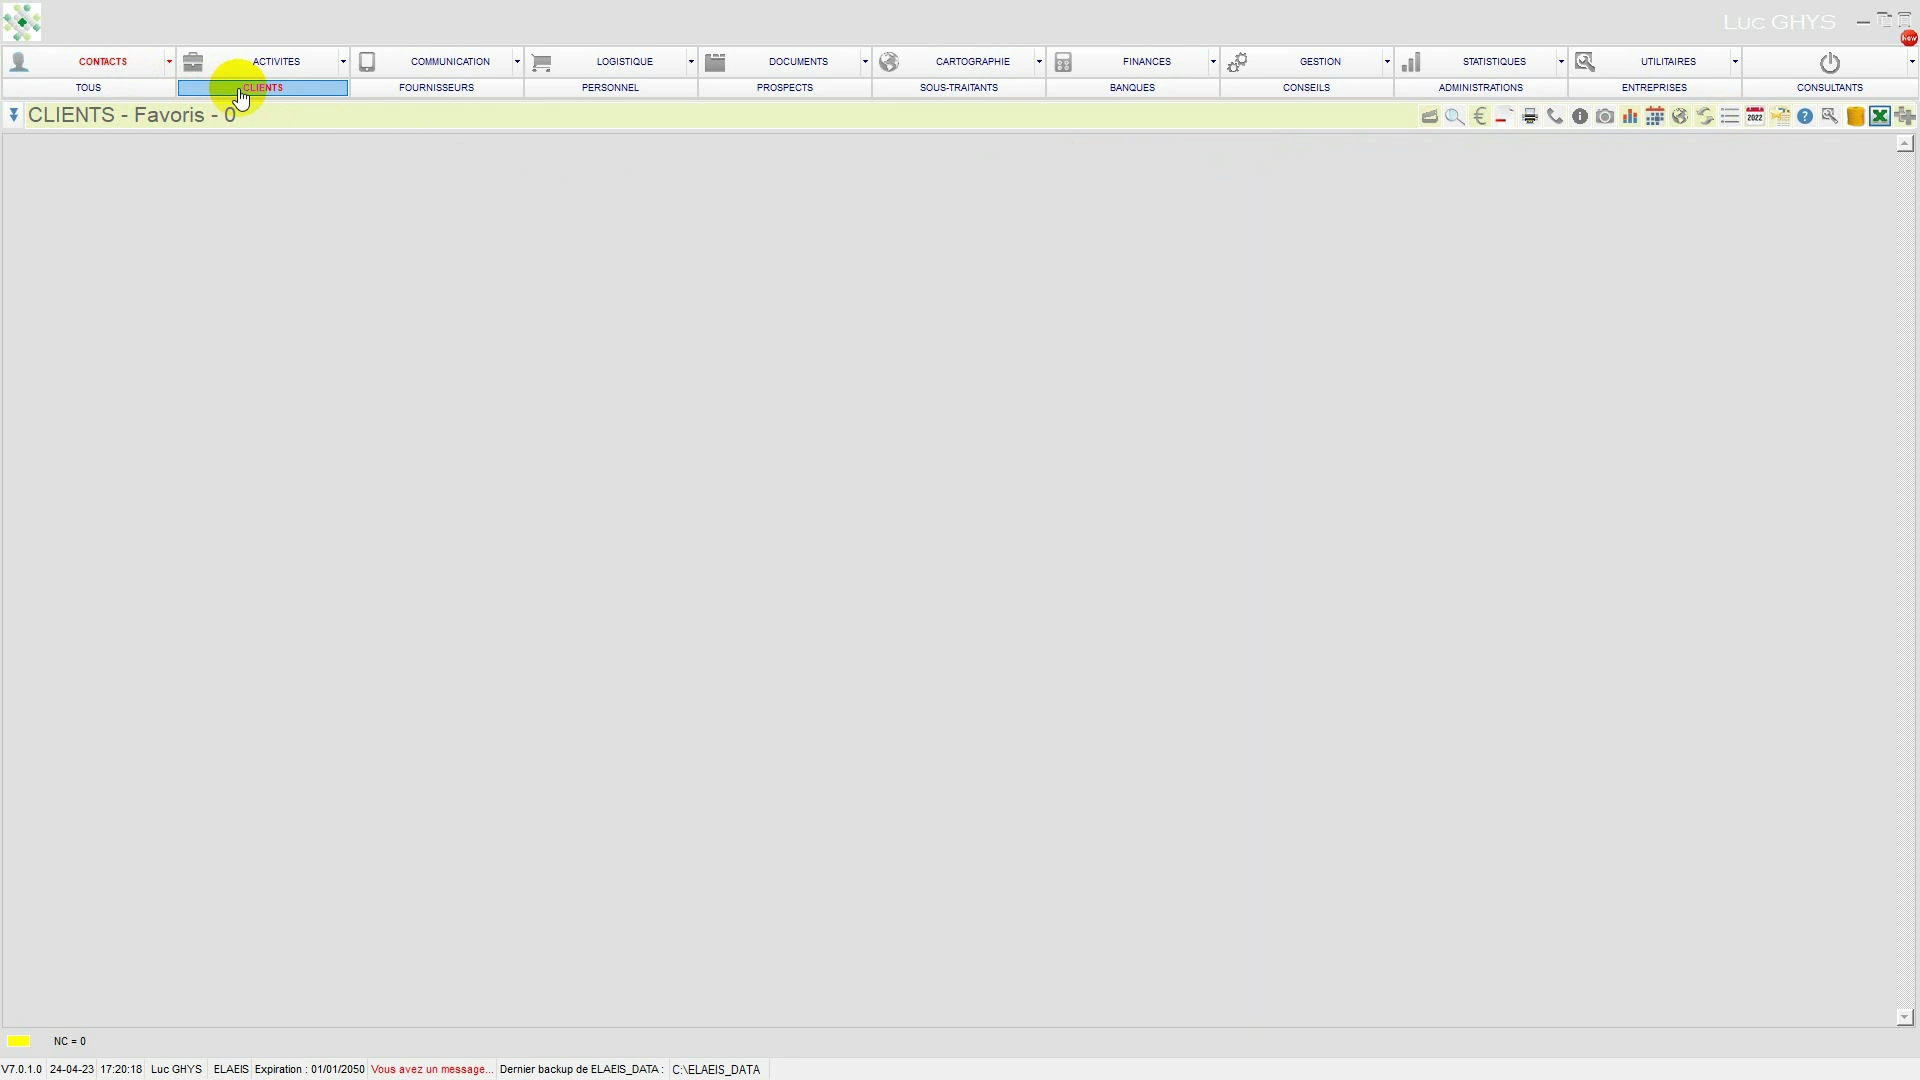 Luc GHYS
New
CONTACTS ACTIVITES COMMUNICATION LOGISTIQUE DOCUMENTS CARTOGRAPHIE FINANCES GESTION STATISTIQUES UTILITAIRES
TOUS CLIENTS FOURNISSEURS PERSONNEL PROSPECTS SOUS-TRAITANTS BANQUES CONSEILS ADMINISTRATIONS ENTREPRISES CONSULTANTS
CLIENTS - Favoris - 0
2022
NC = 0
V7.0.1.0 24-04-23 17:20:18 Luc GHYS ELAEIS Expiration : 01/01/2050 Vous avez un message... Dernier backup de ELAEIS_DATA : C:\ELAEIS_DATA